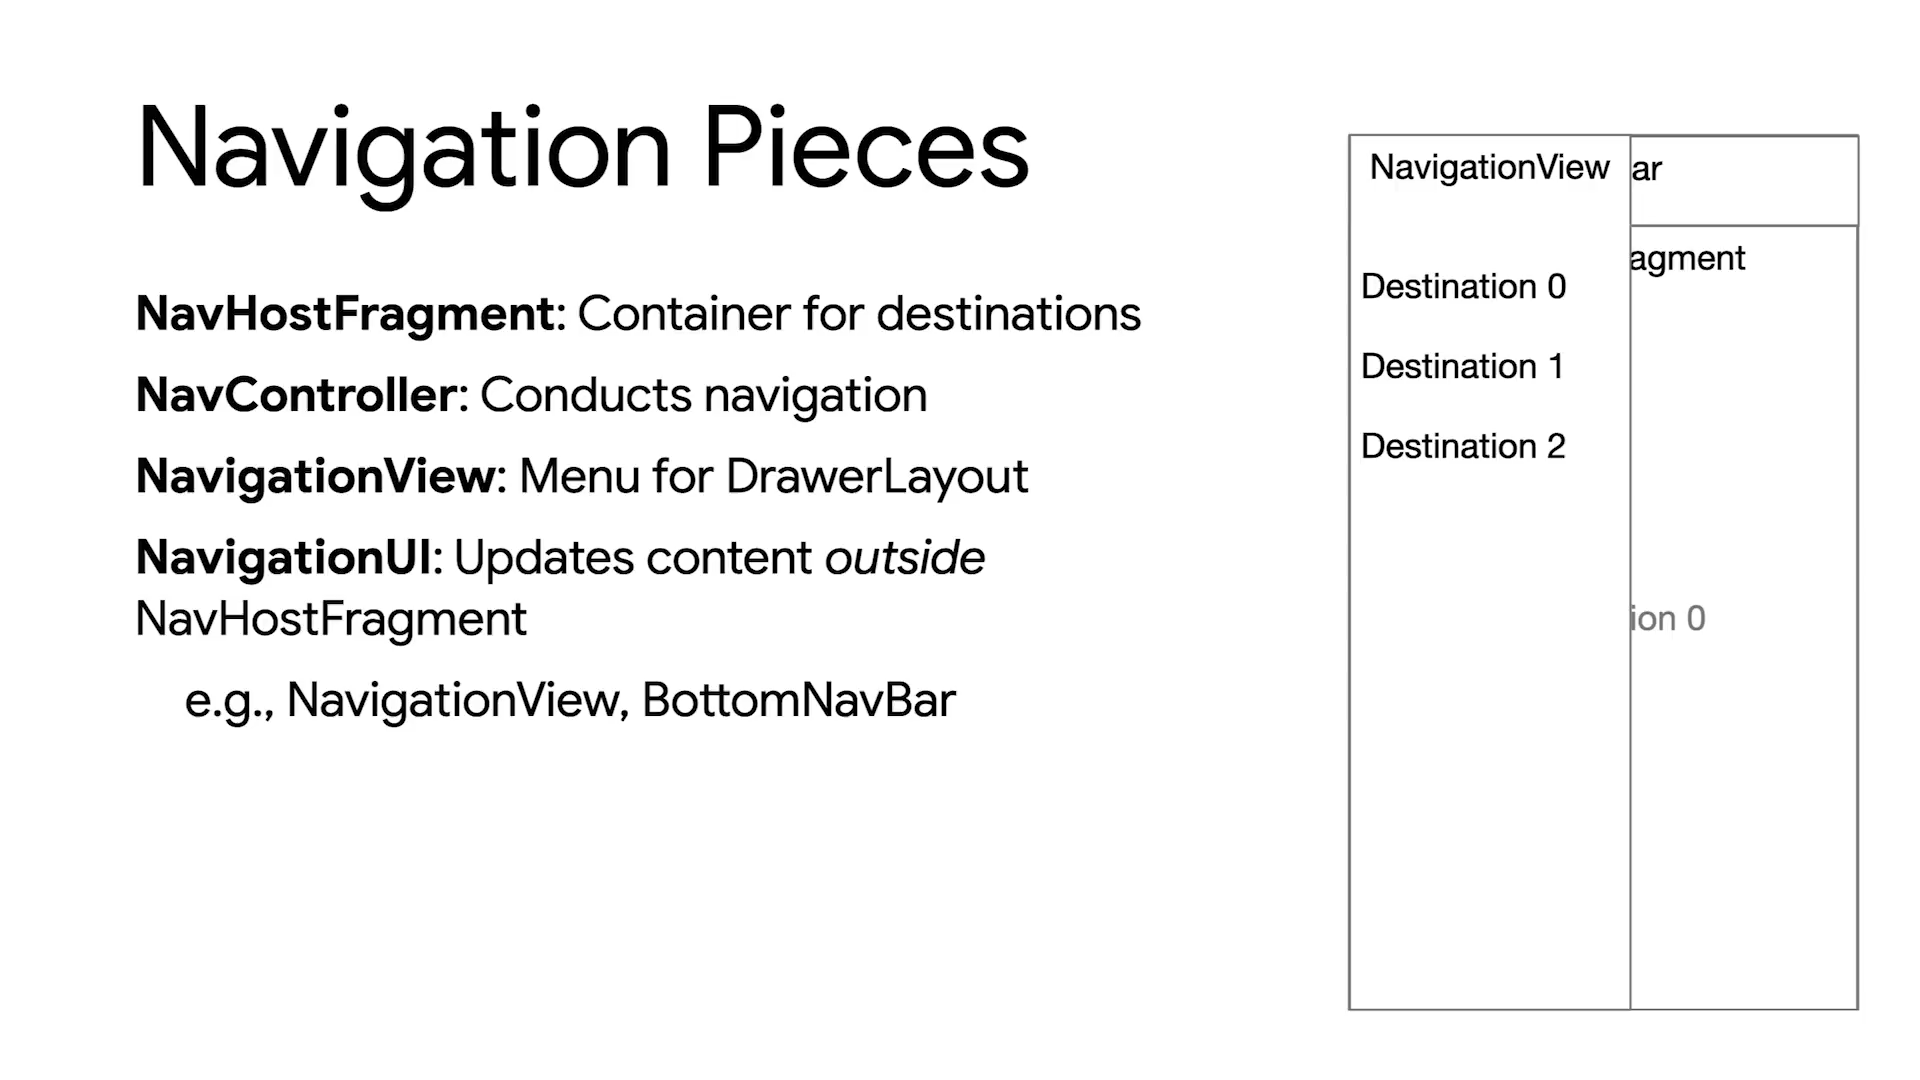 Navigation Pieces
NavHostFragment: Container for destinations
NavController: Conducts navigation
NavigationView: Menu for DrawerLayout
NavigationUI: Updates content outside
NavHostFragment
e.g., NavigationView, BottomNavBar
NavigationView
ar
agment
Destination 0
Destination 1
Destination 2
ion 0